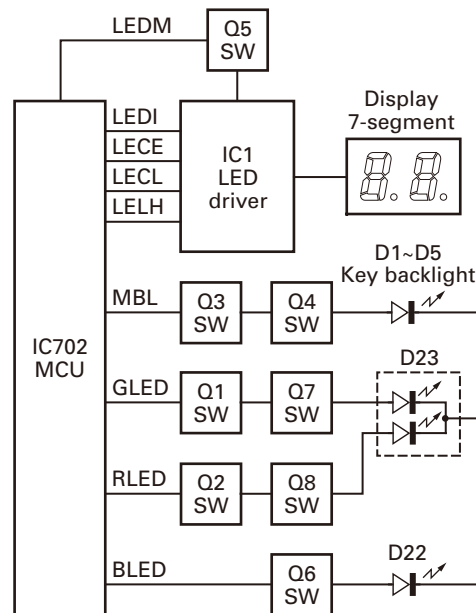 LEDM
Q5
SW
LEDI
LECE
LECL
LELH
IC1
LED
driver
Display
7-segment
8.8.
D1~D5
Key backlight
MBL
Q3
SW
Q4
SW
IC702
MCU
D23
GLED
Q1
SW
Q7
SW
RLED
Q2
SW
Q8
SW
D22
BLED
Q6
SW